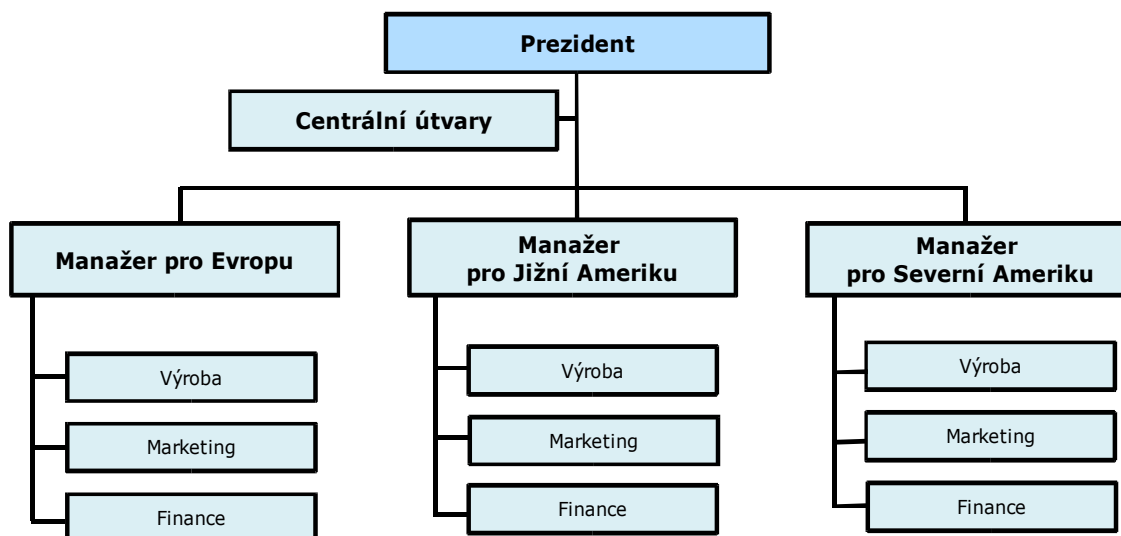 Prezident
Centrální útvary
Manažer pro Evropu
Manažer
pro Jižní Ameriku
Manažer
pro Severní Ameriku
Výroba
Marketing
Finance
Výroba
Marketing
Finance
Výroba
Marketing
Finance